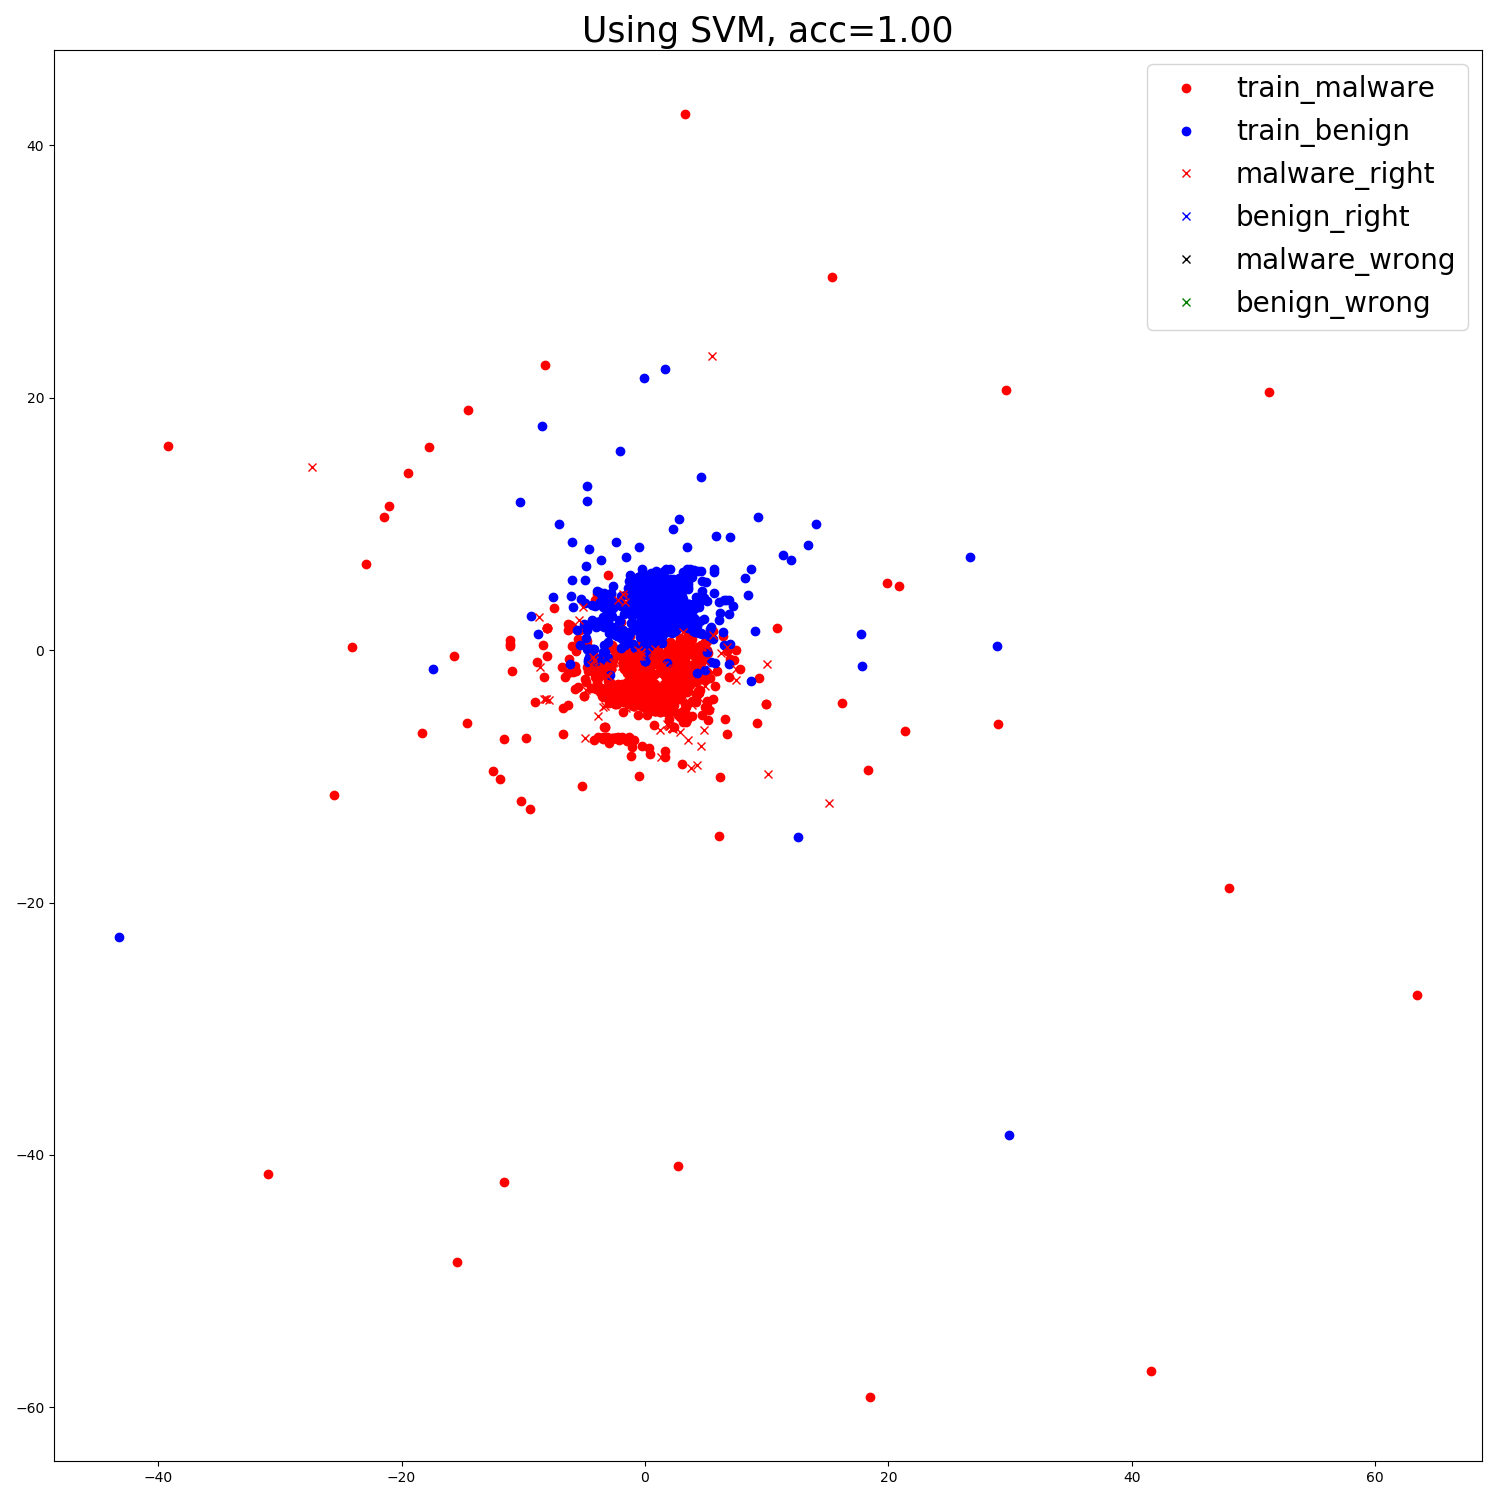 Using SVM, acc=1.00
train_malware
train_benign
malware_right
benign_right
malware_wrong
benign_wrong
40
20
0
−20
−40
−60
−40 −20 0 20 40 60